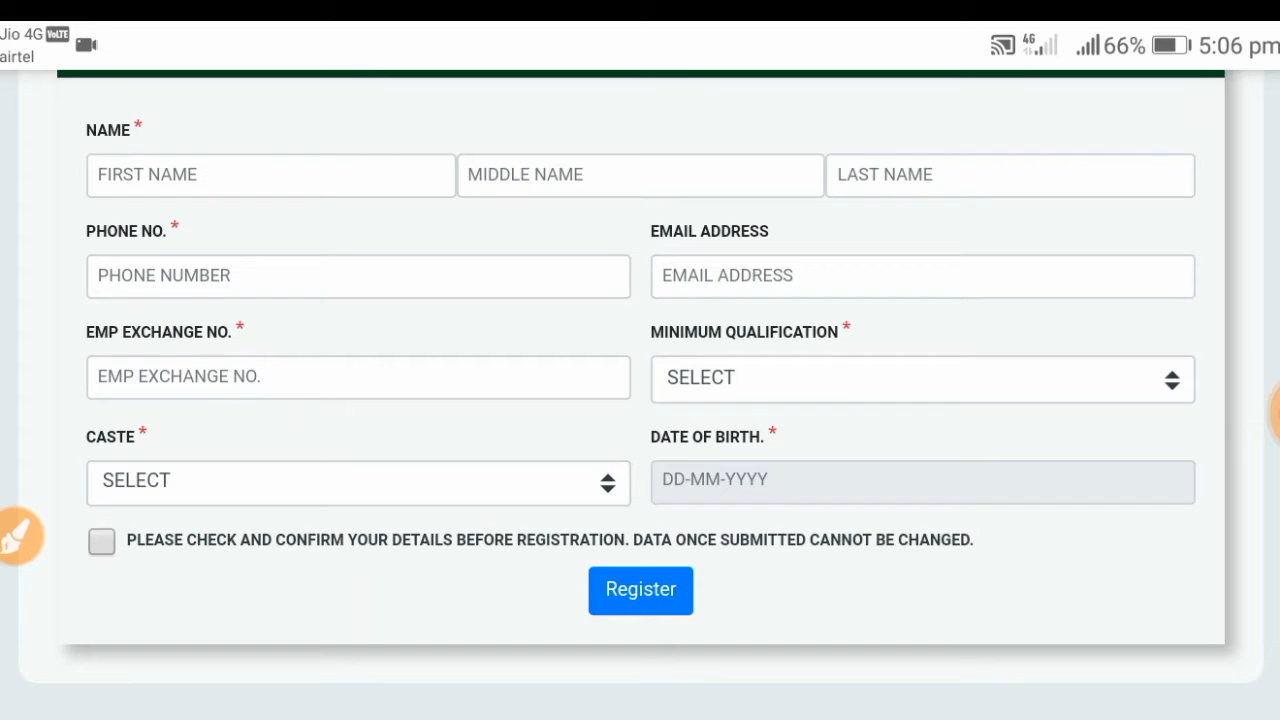 Jio 4G VoLTE
airtel
4G 66% 5:06 pm
NAME *
FIRST NAME MIDDLE NAME LAST NAME
PHONE NO. * EMAIL ADDRESS
PHONE NUMBER EMAIL ADDRESS
EMP EXCHANGE NO. * MINIMUM QUALIFICATION *
EMP EXCHANGE NO. SELECT
CASTE * DATE OF BIRTH. *
SELECT DD-MM-YYYY
PLEASE CHECK AND CONFIRM YOUR DETAILS BEFORE REGISTRATION. DATA ONCE SUBMITTED CANNOT BE CHANGED.
Register